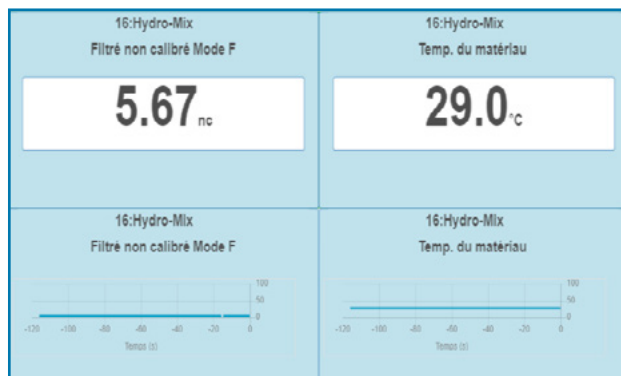 16:Hydro-Mix
Filtré non calibré Mode F
5.67 nc
16:Hydro-Mix
Temp. du matériau
29.0 °C
16:Hydro-Mix
Filtré non calibré Mode F
100
50
0
-120 -100 -80 -60 -40 -20 0
Temps (s)
16:Hydro-Mix
Temp. du matériau
100
50
0
-120 -100 -80 -60 -40 -20 0
Temps (s)